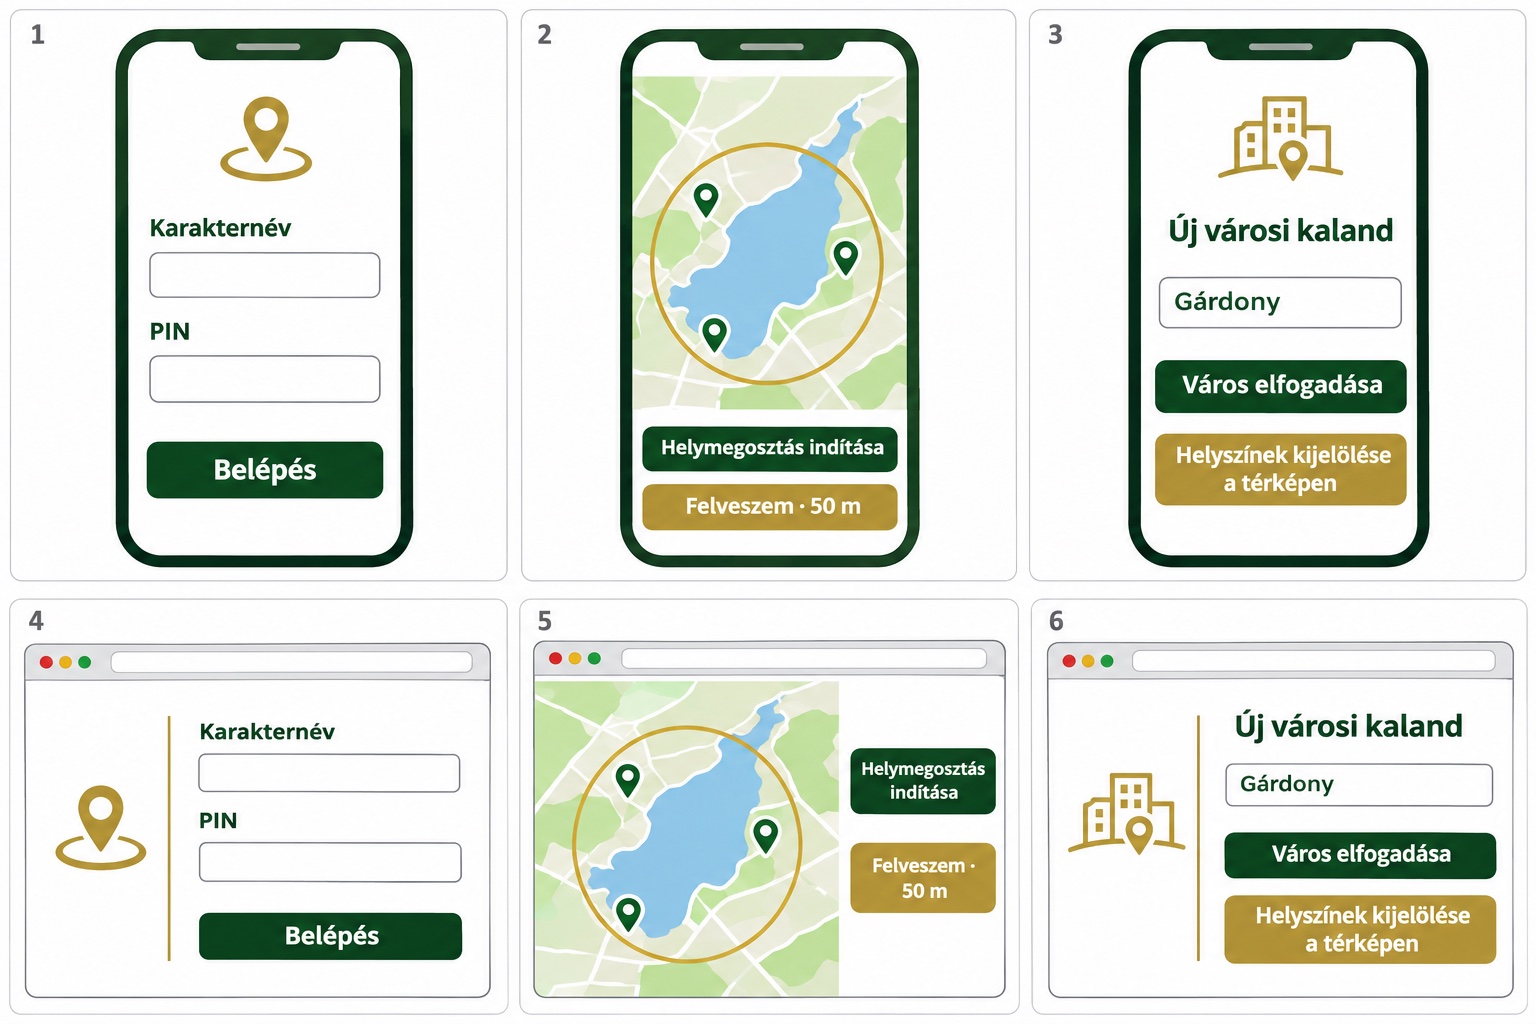 1
Karakternév
PIN
Belépés
2
Helymegosztás indítása
Felveszem · 50 m
3
Új városi kaland
Gárdony
Város elfogadása
Helyszínek kijelölése
a térképen
4
Karakternév
PIN
Belépés
5
Helymegosztás
indítása
Felveszem ·
50 m
6
Új városi kaland
Gárdony
Város elfogadása
Helyszínek kijelölése
a térképen